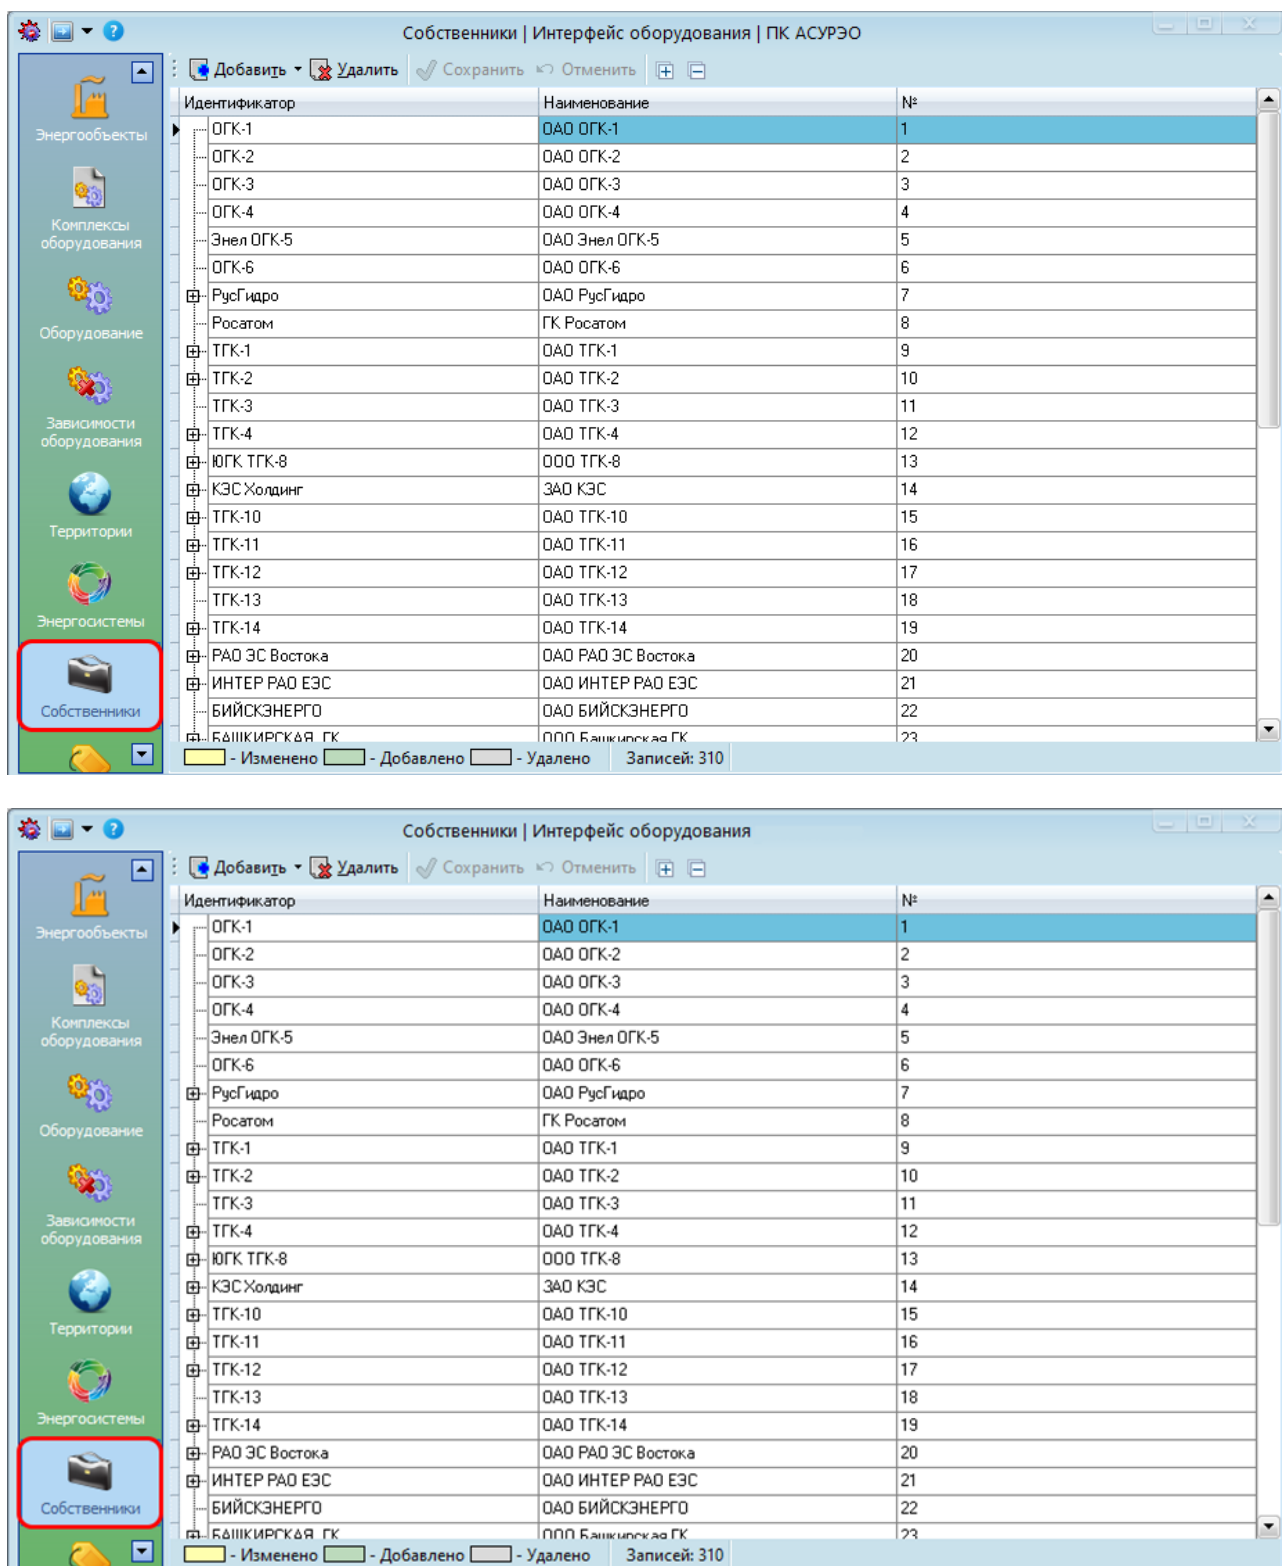 Собственники | Интерфейс оборудования | ПК АСУРЭО
Добавить Удалить Сохранить Отменить
Идентификатор Наименование №
ОГК-1 ОАО ОГК-1 1
ОГК-2 ОАО ОГК-2 2
ОГК-3 ОАО ОГК-3 3
ОГК-4 ОАО ОГК-4 4
Энел ОГК-5 ОАО Энел ОГК-5 5
ОГК-6 ОАО ОГК-6 6
РусГидро ОАО РусГидро 7
Росатом ГК Росатом 8
ТГК-1 ОАО ТГК-1 9
ТГК-2 ОАО ТГК-2 10
ТГК-3 ОАО ТГК-3 11
ТГК-4 ОАО ТГК-4 12
ЮГК ТГК-8 ООО ТГК-8 13
КЭС Холдинг ЗАО КЭС 14
ТГК-10 ОАО ТГК-10 15
ТГК-11 ОАО ТГК-11 16
ТГК-12 ОАО ТГК-12 17
ТГК-13 ОАО ТГК-13 18
ТГК-14 ОАО ТГК-14 19
РАО ЭС Востока ОАО РАО ЭС Востока 20
ИНТЕР РАО ЕЭС ОАО ИНТЕР РАО ЕЭС 21
БИЙСКЭНЕРГО ОАО БИЙСКЭНЕРГО 22
БАШКИРСКАЯ ГК ООО Башкирская ГК 23
Энергообъекты
Комплексы
оборудования
Оборудование
Зависимости
оборудования
Территории
Энергосистемы
Собственники
- Изменено - Добавлено - Удалено Записей: 310
Собственники | Интерфейс оборудования
Добавить Удалить Сохранить Отменить
Идентификатор Наименование №
ОГК-1 ОАО ОГК-1 1
ОГК-2 ОАО ОГК-2 2
ОГК-3 ОАО ОГК-3 3
ОГК-4 ОАО ОГК-4 4
Энел ОГК-5 ОАО Энел ОГК-5 5
ОГК-6 ОАО ОГК-6 6
РусГидро ОАО РусГидро 7
Росатом ГК Росатом 8
ТГК-1 ОАО ТГК-1 9
ТГК-2 ОАО ТГК-2 10
ТГК-3 ОАО ТГК-3 11
ТГК-4 ОАО ТГК-4 12
ЮГК ТГК-8 ООО ТГК-8 13
КЭС Холдинг ЗАО КЭС 14
ТГК-10 ОАО ТГК-10 15
ТГК-11 ОАО ТГК-11 16
ТГК-12 ОАО ТГК-12 17
ТГК-13 ОАО ТГК-13 18
ТГК-14 ОАО ТГК-14 19
РАО ЭС Востока ОАО РАО ЭС Востока 20
ИНТЕР РАО ЕЭС ОАО ИНТЕР РАО ЕЭС 21
БИЙСКЭНЕРГО ОАО БИЙСКЭНЕРГО 22
БАШКИРСКАЯ ГК ООО Башкирская ГК 23
Энергообъекты
Комплексы
оборудования
Оборудование
Зависимости
оборудования
Территории
Энергосистемы
Собственники
- Изменено - Добавлено - Удалено Записей: 310